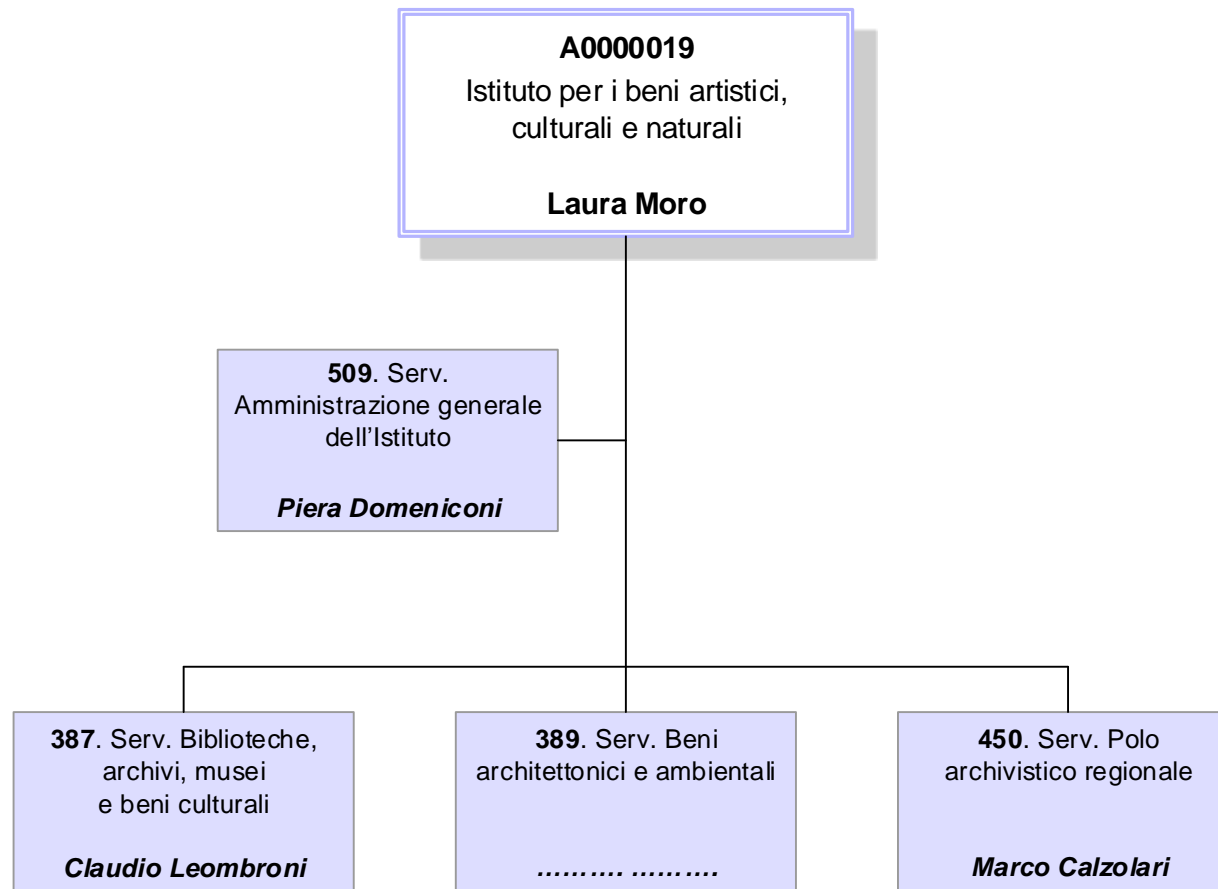 A0000019
Istituto per i beni artistici,
culturali e naturali
Laura Moro
509. Serv.
Amministrazione generale
dell'Istituto
Piera Domeniconi
387. Serv. Biblioteche,
archivi, musei
e beni culturali
Claudio Leombroni
389. Serv. Beni
architettonici e ambientali
………. ……….
450. Serv. Polo
archivistico regionale
Marco Calzolari